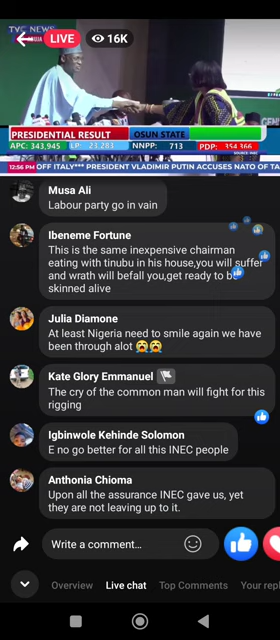 TVC NEWS
LIVE
16K
PRESIDENTIAL RESULT
OSUN STATE
APC: 343,945
LP: 23,283
NNPP: 713
PDP: 354,366
12:56 PM
OFF ITALY*** PRESIDENT VLADIMIR PUTIN ACCUSES NATO OF TA
Musa Ali
Labour party go in vain
Ibeneme Fortune
This is the same inexpensive chairman
eating with tinubu in his house,you will suffer
and wrath will befall you,get ready to be
skinned alive
Julia Diamone
At least Nigeria need to smile again we have
been through alot 😭😭
Kate Glory Emmanuel
The cry of the common man will fight for this
rigging
Igbinwole Kehinde Solomon
E no go better for all this INEC people
Anthonia Chioma
Upon all the assurance INEC gave us, yet
they are not leaving up to it.
Write a comment...
Overview
Live chat
Top Comments
Your repl